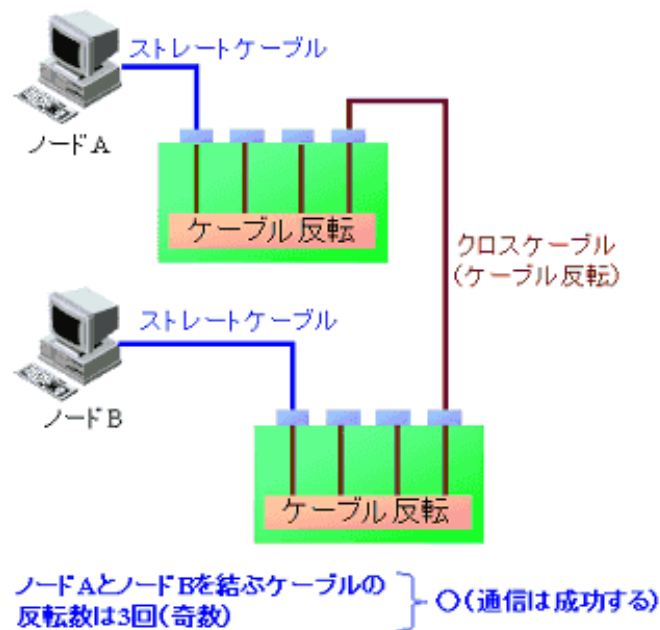 ストレートケーブル
ノードA
ケーブル反転
クロスケーブル
(ケーブル反転)
ストレートケーブル
ノードB
ケーブル反転
ノードAとノードBを結ぶケーブルの
反転数は3回(奇数)
○(通信は成功する)